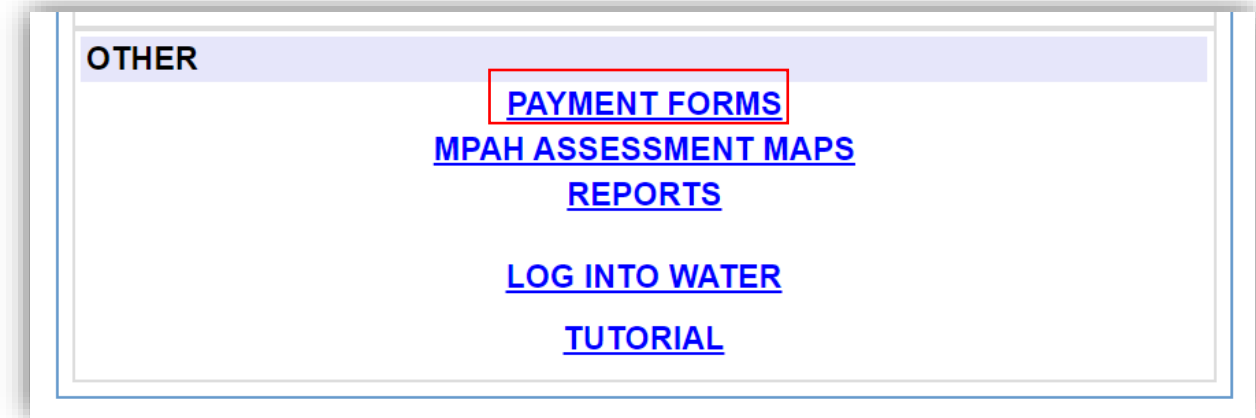 OTHER
PAYMENT FORMS
MPAH ASSESSMENT MAPS
REPORTS
LOG INTO WATER
TUTORIAL